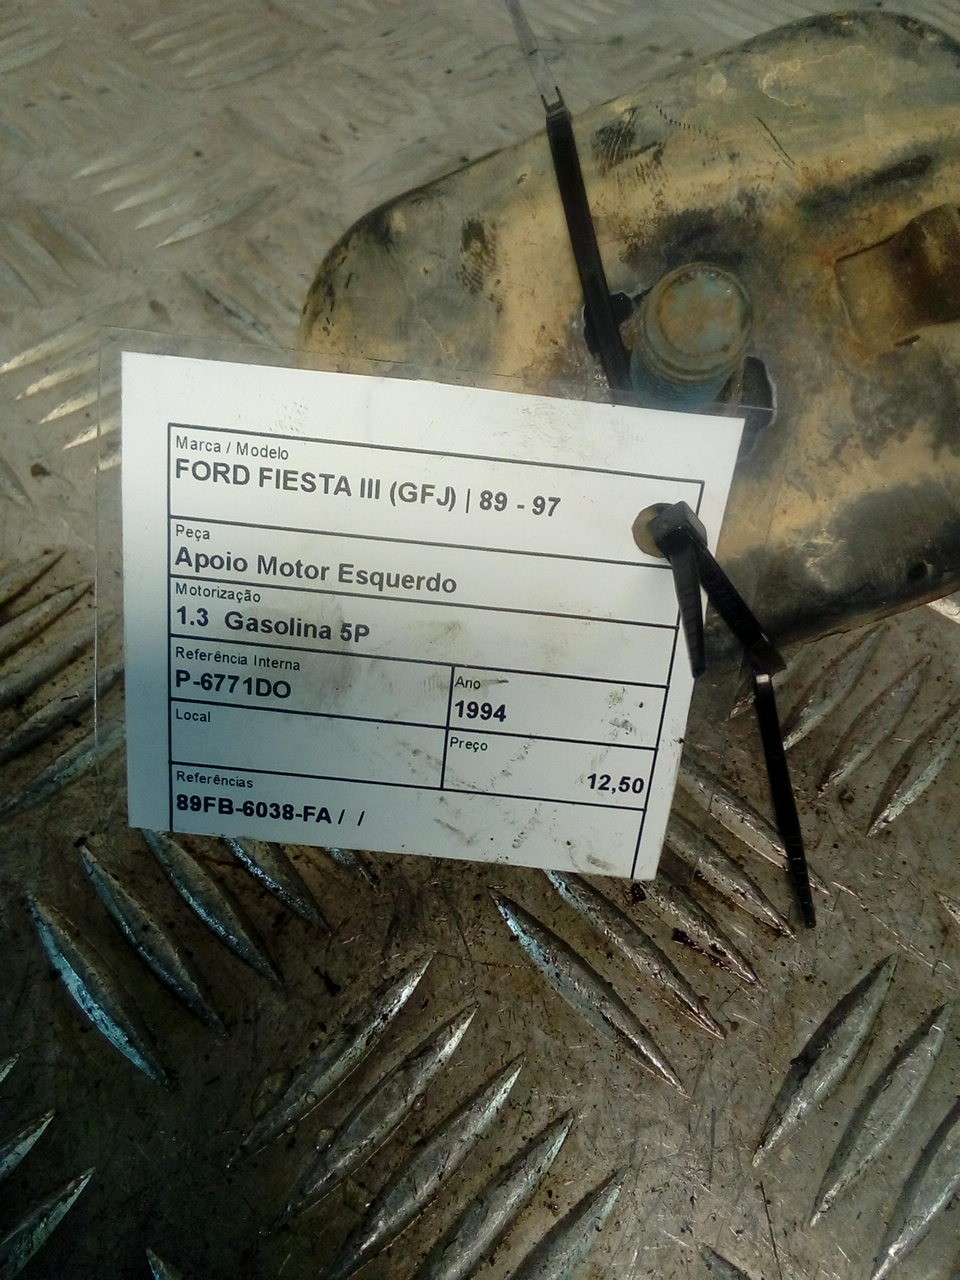 Marca / Modelo
FORD FIESTA III (GFJ) | 89 - 97
Peça
Apoio Motor Esquerdo
Motorização
1.3 Gasolina 5P
Referência Interna
P-6771DO
Ano
1994
Local
Preço
12,50
Referências
89FB-6038-FA / /